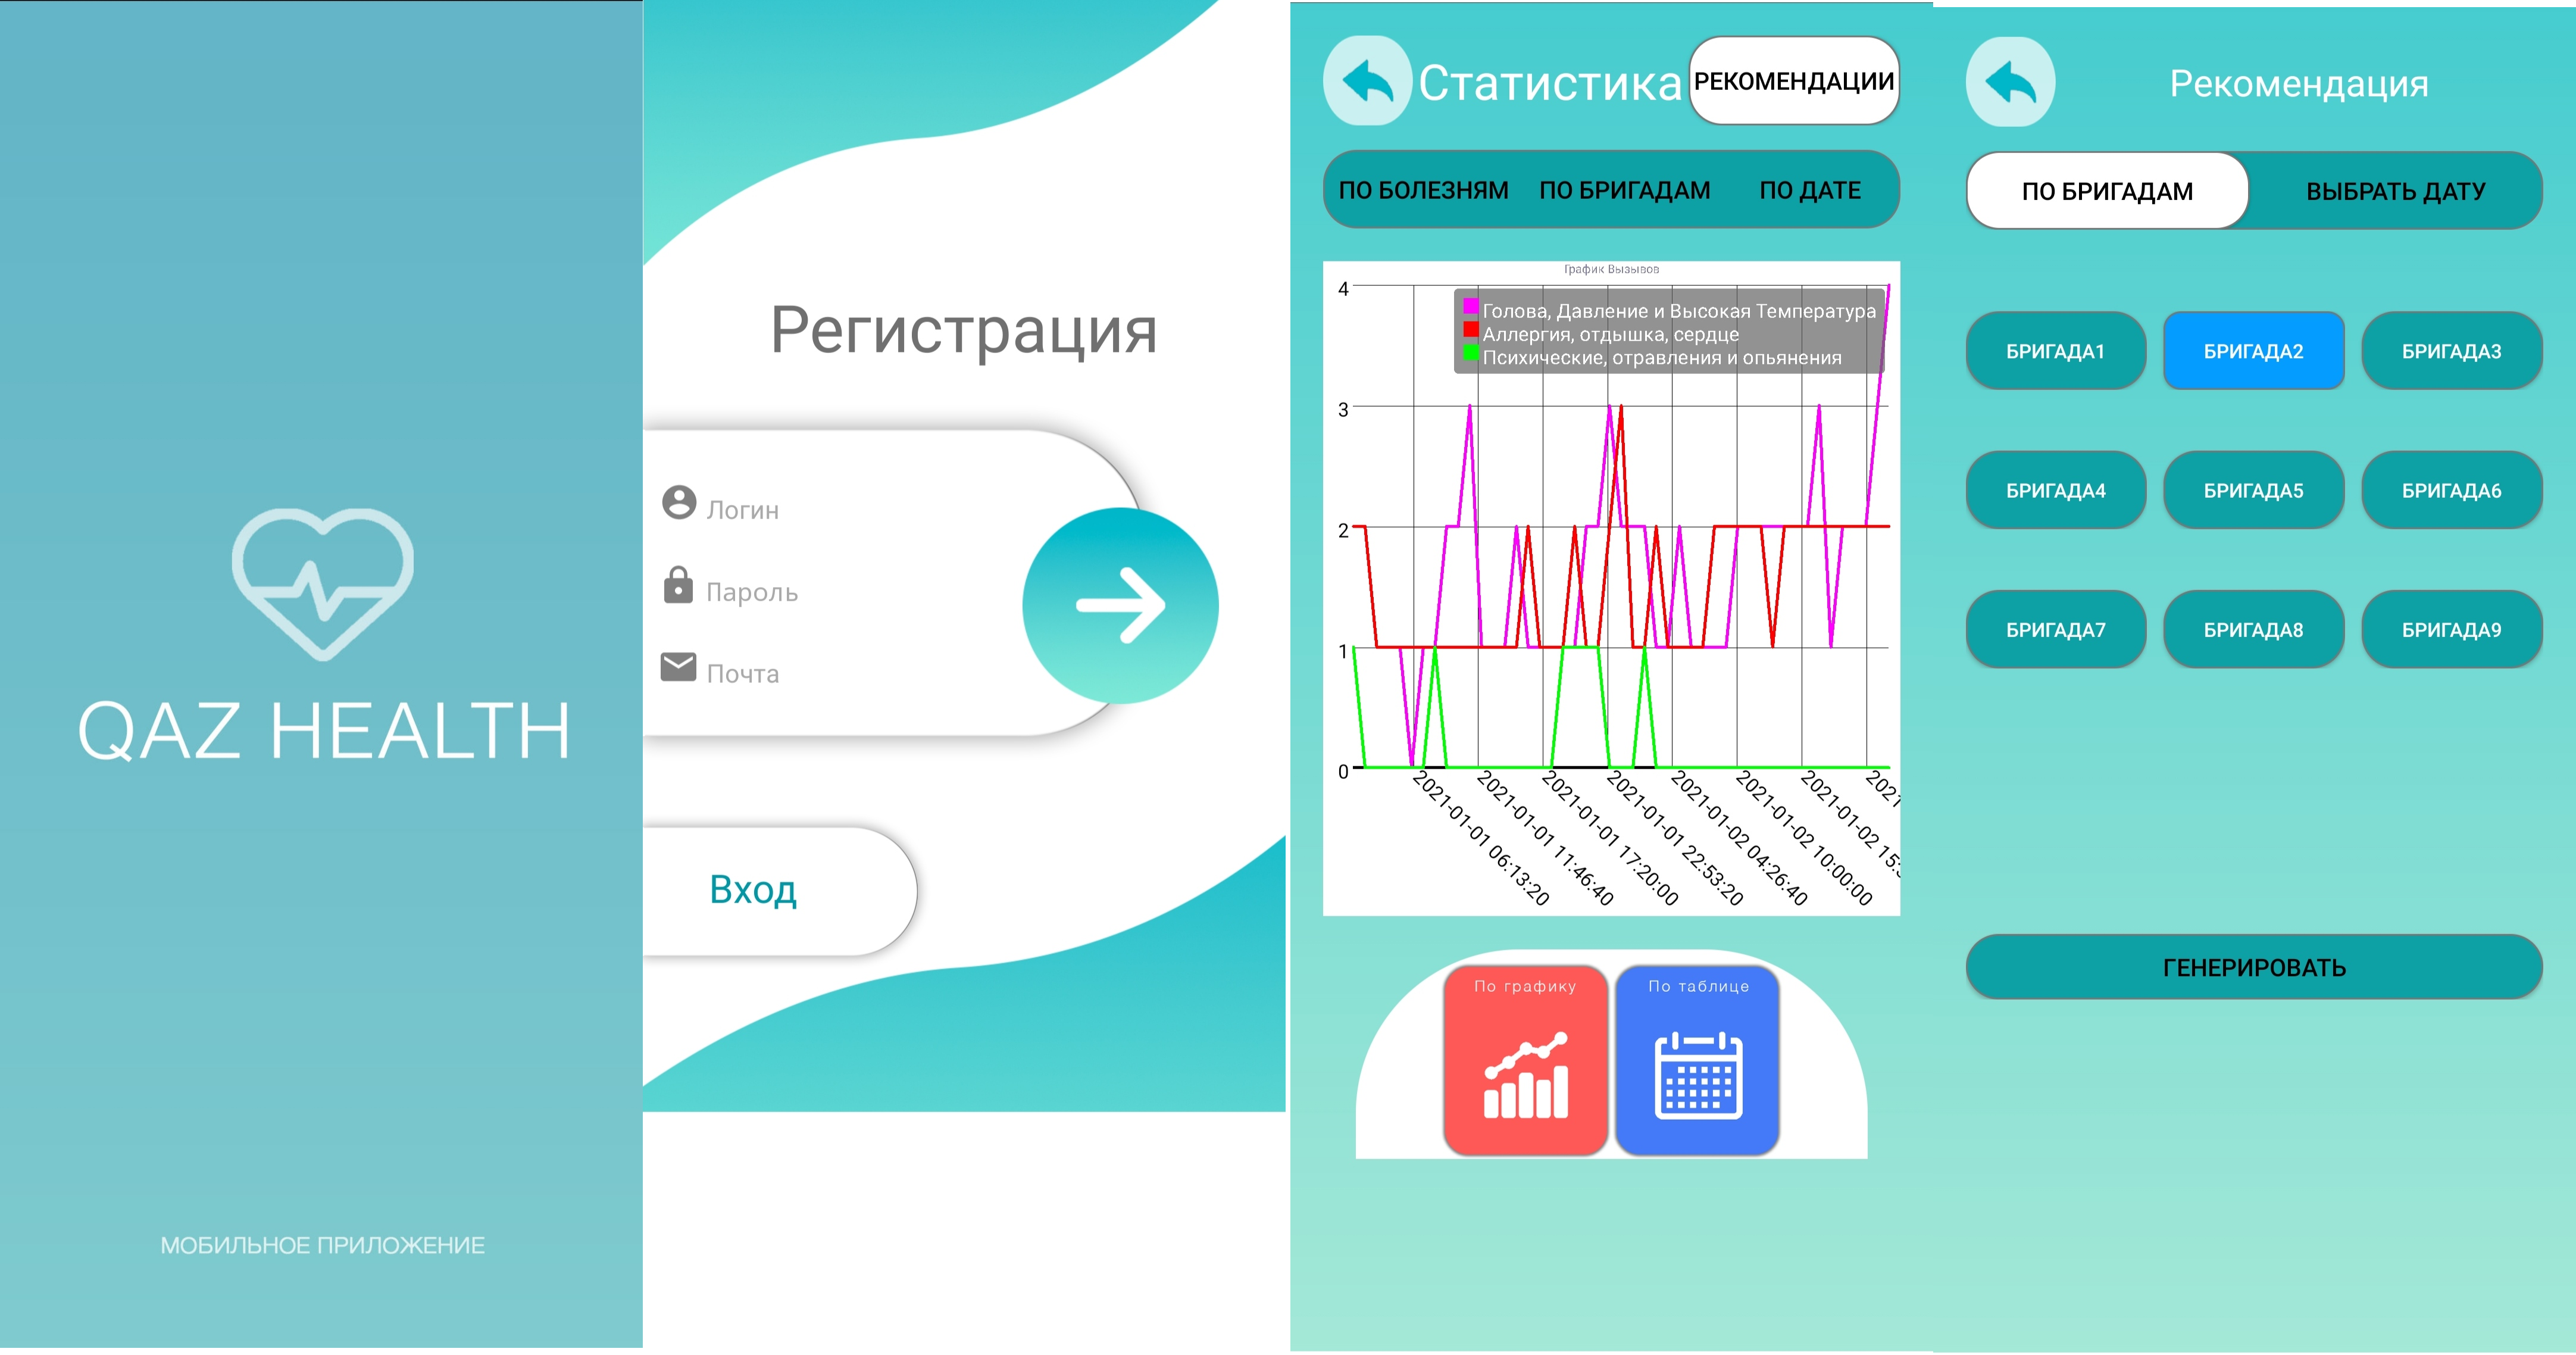 QAZ HEALTH
МОБИЛЬНОЕ ПРИЛОЖЕНИЕ
Регистрация
Логин
Пароль
Почта
Вход
Статистика
РЕКОМЕНДАЦИИ
ПО БОЛЕЗНЯМ ПО БРИГАДАМ ПО ДАТЕ
График Вызывов
Голова, Давление и Высокая Температура
Аллергия, отдышка, сердце
Психические, отравления и опьянения
4
3
2
1
0
2021-01-01 06:13:20
2021-01-01 11:46:40
2021-01-01 17:20:00
2021-01-01 22:53:20
2021-01-02 04:26:40
2021-01-02 10:00:00
2021-01-02 15:
2021
По графику
По таблице
Рекомендация
ПО БРИГАДАМ ВЫБРАТЬ ДАТУ
БРИГАДА1 БРИГАДА2 БРИГАДА3
БРИГАДА4 БРИГАДА5 БРИГАДА6
БРИГАДА7 БРИГАДА8 БРИГАДА9
ГЕНЕРИРОВАТЬ